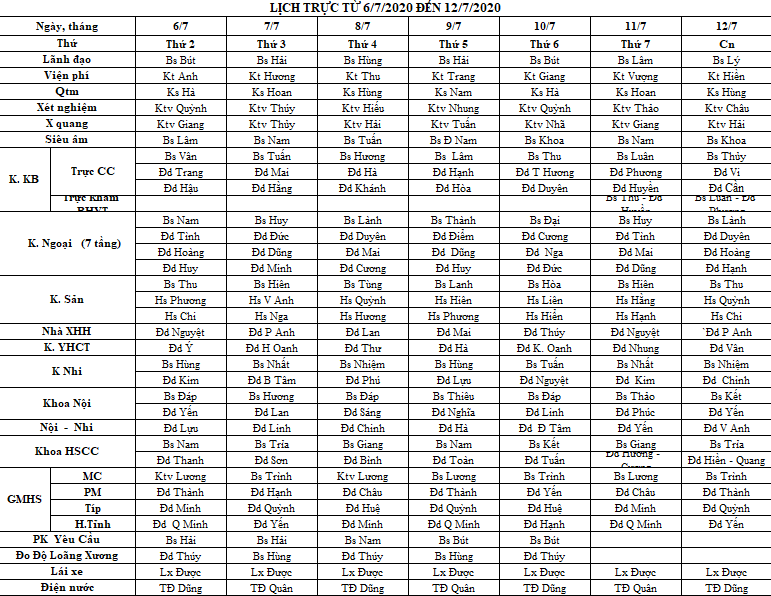 LỊCH TRỰC TỪ 6/7/2020 ĐẾN 12/7/2020
Ngày, tháng 6/7 7/7 8/7 9/7 10/7 11/7 12/7
Thứ Thứ 2 Thứ 3 Thứ 4 Thứ 5 Thứ 6 Thứ 7 Cn
Lãnh đạo Bs Bút Bs Hải Bs Hùng Bs Hải Bs Bút Bs Lâm Bs Lý
Viện phí Kt Anh Kt Hương Kt Thu Kt Trang Kt Giang Kt Vượng Kt Hiền
Qtm Ks Hà Ks Hoan Ks Hùng Ks Nam Ks Hà Ks Hoan Ks Hùng
Xét nghiệm Ktv Quỳnh Ktv Thúy Ktv Hiếu Ktv Nhung Ktv Quỳnh Ktv Thảo Ktv Châu
X quang Ktv Giang Ktv Thủy Ktv Hải Ktv Tuấn Ktv Nhã Ktv Giang Ktv Hải
Siêu âm Bs Lâm Bs Nam Bs Tuấn Bs Đ Nam Bs Khoa Bs Nam Bs Khoa
K. KB Trực CC Bs Vân Bs Tuấn Bs Hương Bs Lâm Bs Thu Bs Luân Bs Thủy
Đd Trang Đd Mai Đd Hà Đd Hạnh Đd T Hương Đd Phương Đd Vi
Đd Hậu Đd Hằng Đd Khánh Đd Hòa Đd Duyên Đd Huyền Đd Cẩn
Trực khám BHYT Bs Thu - Đd Huyền Bs Luân - Đd Phương
K. Ngoại (7 tầng) Bs Nam Bs Huy Bs Lành Bs Thành Bs Đại Bs Huy Bs Lành
Đd Tình Đd Đức Đd Duyên Đd Điểm Đd Cương Đd Tình Đd Duyên
Đd Hoàng Đd Dũng Đd Mai Đd Dũng Đd Nga Đd Mai Đd Hoàng
Đd Huy Đd Minh Đd Cương Đd Huy Đd Đức Đd Dũng Đd Hạnh
K. Sản Bs Thu Bs Hiên Bs Tùng Bs Lanh Bs Hòa Bs Hiên Bs Thu
Hs Phương Hs V Anh Hs Quỳnh Hs Hiên Hs Liên Hs Hằng Hs Quỳnh
Hs Chi Hs Nga Hs Hương Hs Phương Hs Hiền Hs Hạnh Hs Chi
Nhà XHH Đd Nguyệt Đd P Anh Đd Lan Đd Mai Đd Thúy Đd Nguyệt `Đd P Anh
K. YHCT Đd Ý Đd H Oanh Đd Thư Đd Hà Đd K. Oanh Đd Nhung Đd Vân
K Nhi Bs Hùng Bs Nhất Bs Nhiệm Bs Hùng Bs Tuấn Bs Nhất Bs Nhiệm
Đd Kim Đd B Tâm Đd Phú Đd Lựu Đd Nguyệt Đd Kim Đd Chinh
Khoa Nội Bs Đáp Bs Hương Bs Đáp Bs Thiêu Bs Đáp Bs Thảo Bs Kết
Đd Yến Đd Lan Đd Sáng Đd Nghĩa Đd Linh Đd Phúc Đd Yến
Nội - Nhi Đd Lựu Đd Linh Đd Chinh Đd Hà Đd Đ Tâm Đd Yến Đd V Anh
Khoa HSCC Bs Nam Bs Tría Bs Giang Bs Nam Bs Kết Bs Giang Bs Tría
Đd Thanh Đd Sơn Đd Bình Đd Toàn Đd Tuấn Đd Hương - Đd Hiền - Quang
GMHS MC Ktv Lương Bs Trình Ktv Lương Bs Lương Bs Trình Bs Lương Bs Trình
PM Đd Thành Đd Hạnh Đd Châu Đd Thành Đd Yến Đd Châu Đd Thành
Típ Đd Minh Đd Quỳnh Đd Huệ Đd Quỳnh Đd Huệ Đd Minh Đd Quỳnh
H.Tỉnh Đd Q Minh Đd Yến Đd Minh Đd Q Minh Đd Hạnh Đd Q Minh Đd Yến
PK Yêu Cầu Bs Hải Bs Hải Bs Nam Bs Bút Bs Bút
Đo Độ Loãng Xương Đd Thúy Bs Hùng Đd Thúy Bs Hùng Đd Thúy
Lái xe Lx Được Lx Được Lx Được Lx Được Lx Được Lx Được Lx Được
Điện nước TĐ Dũng TĐ Quân TĐ Dũng TĐ Quân TĐ Dũng TĐ Quân TĐ Dũng